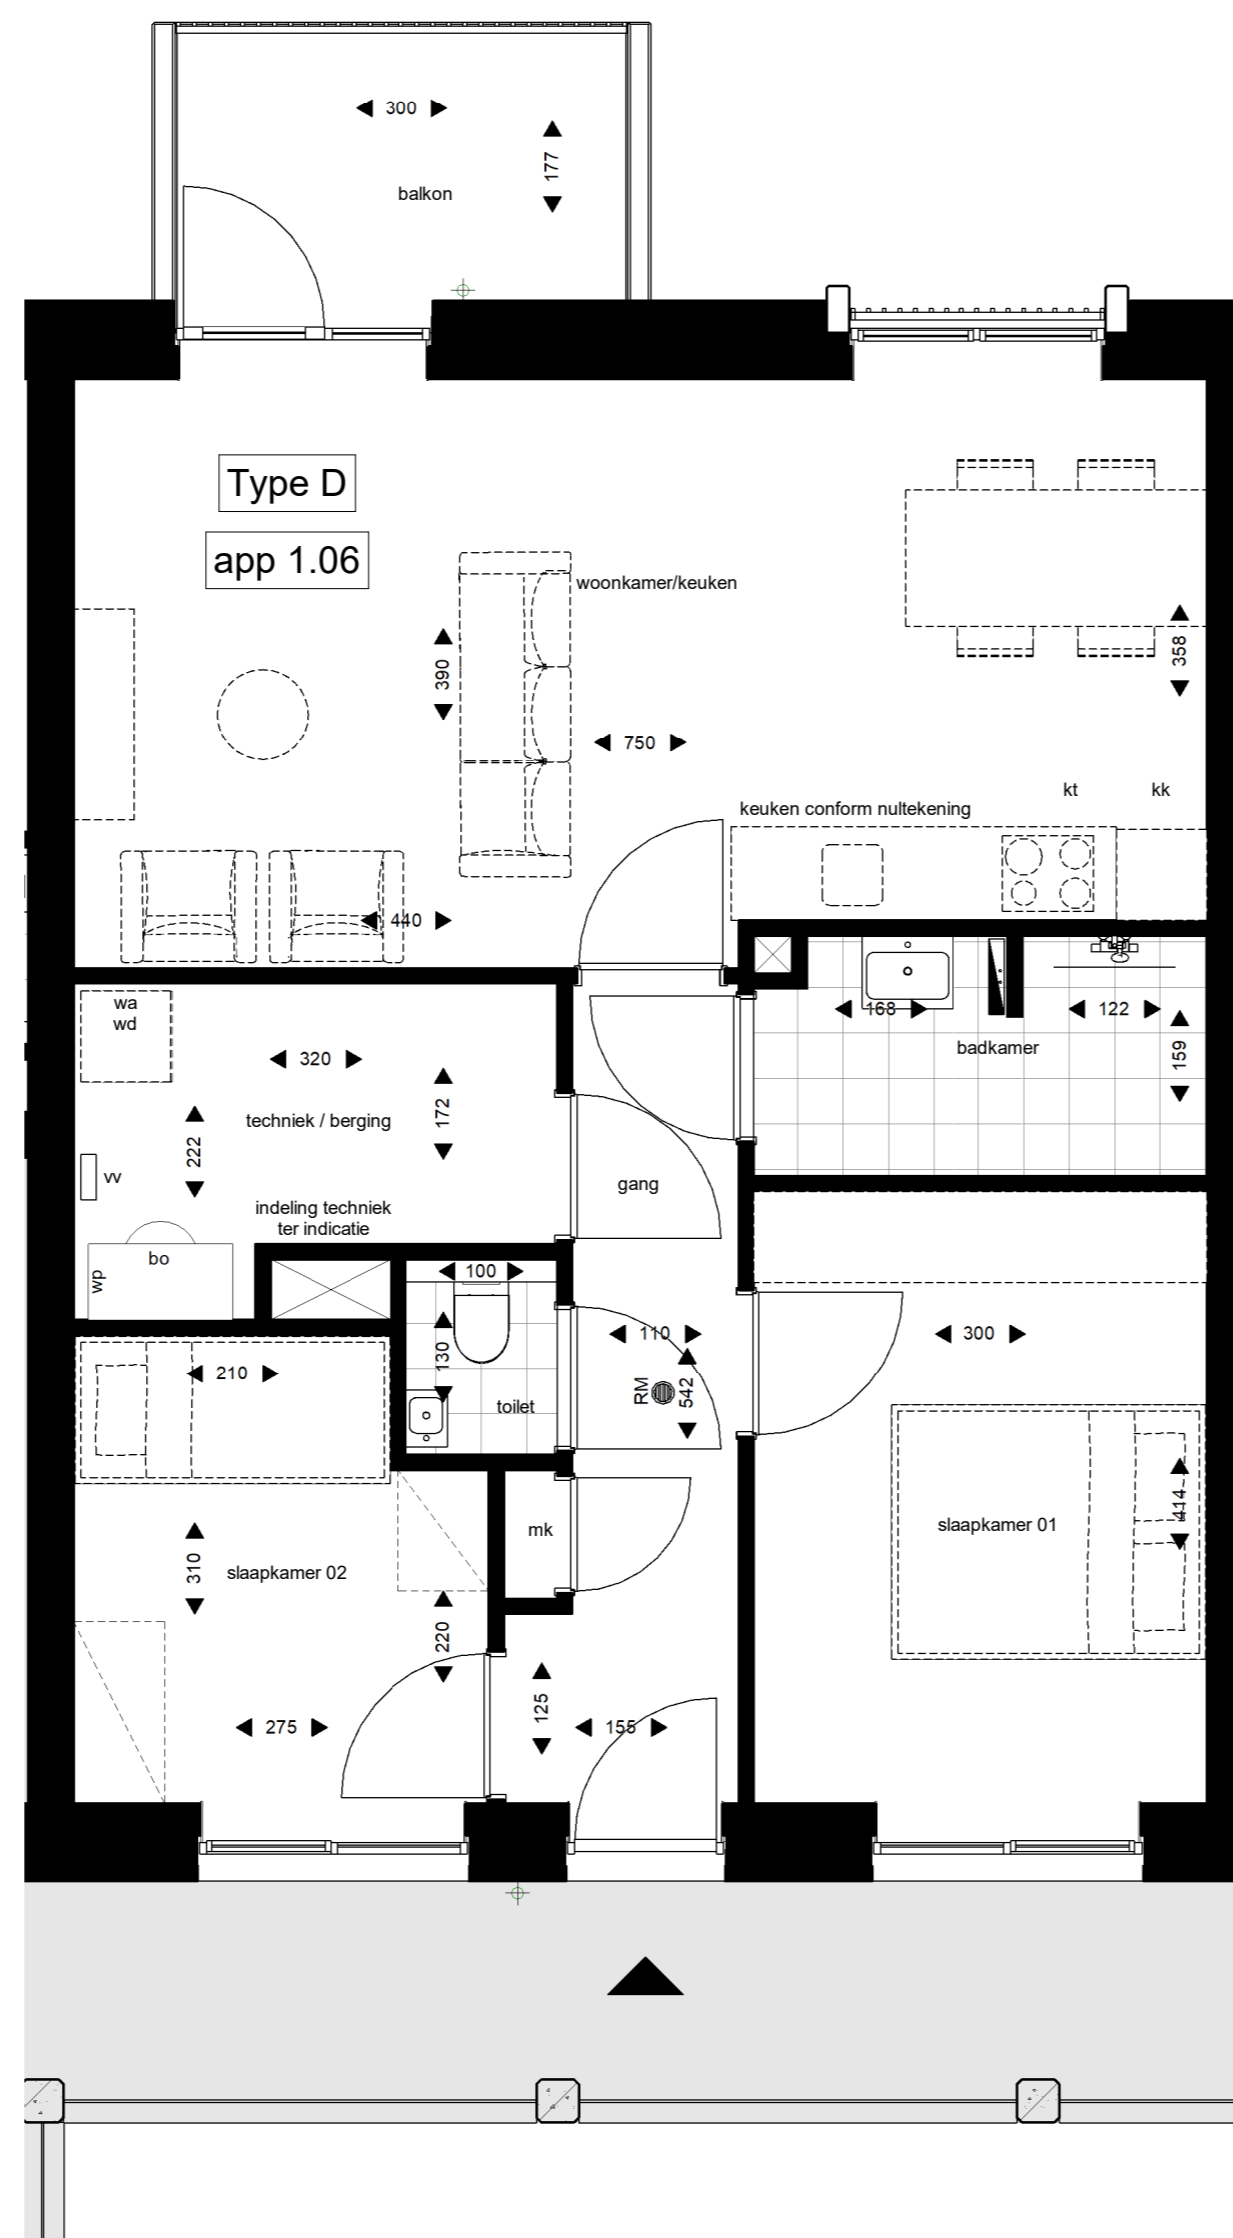 300
177
balkon
Type D
app 1.06
woonkamer/keuken
390
358
750
kt
kk
keuken conform nultekening
440
wa
wd
168
122
320
badkamer
159
172
techniek / berging
222
vv
gang
indeling techniek
ter indicatie
bo
wp
100
110
300
130
210
RM
542
toilet
414
mk
slaapkamer 01
310
slaapkamer 02
220
125
275
155